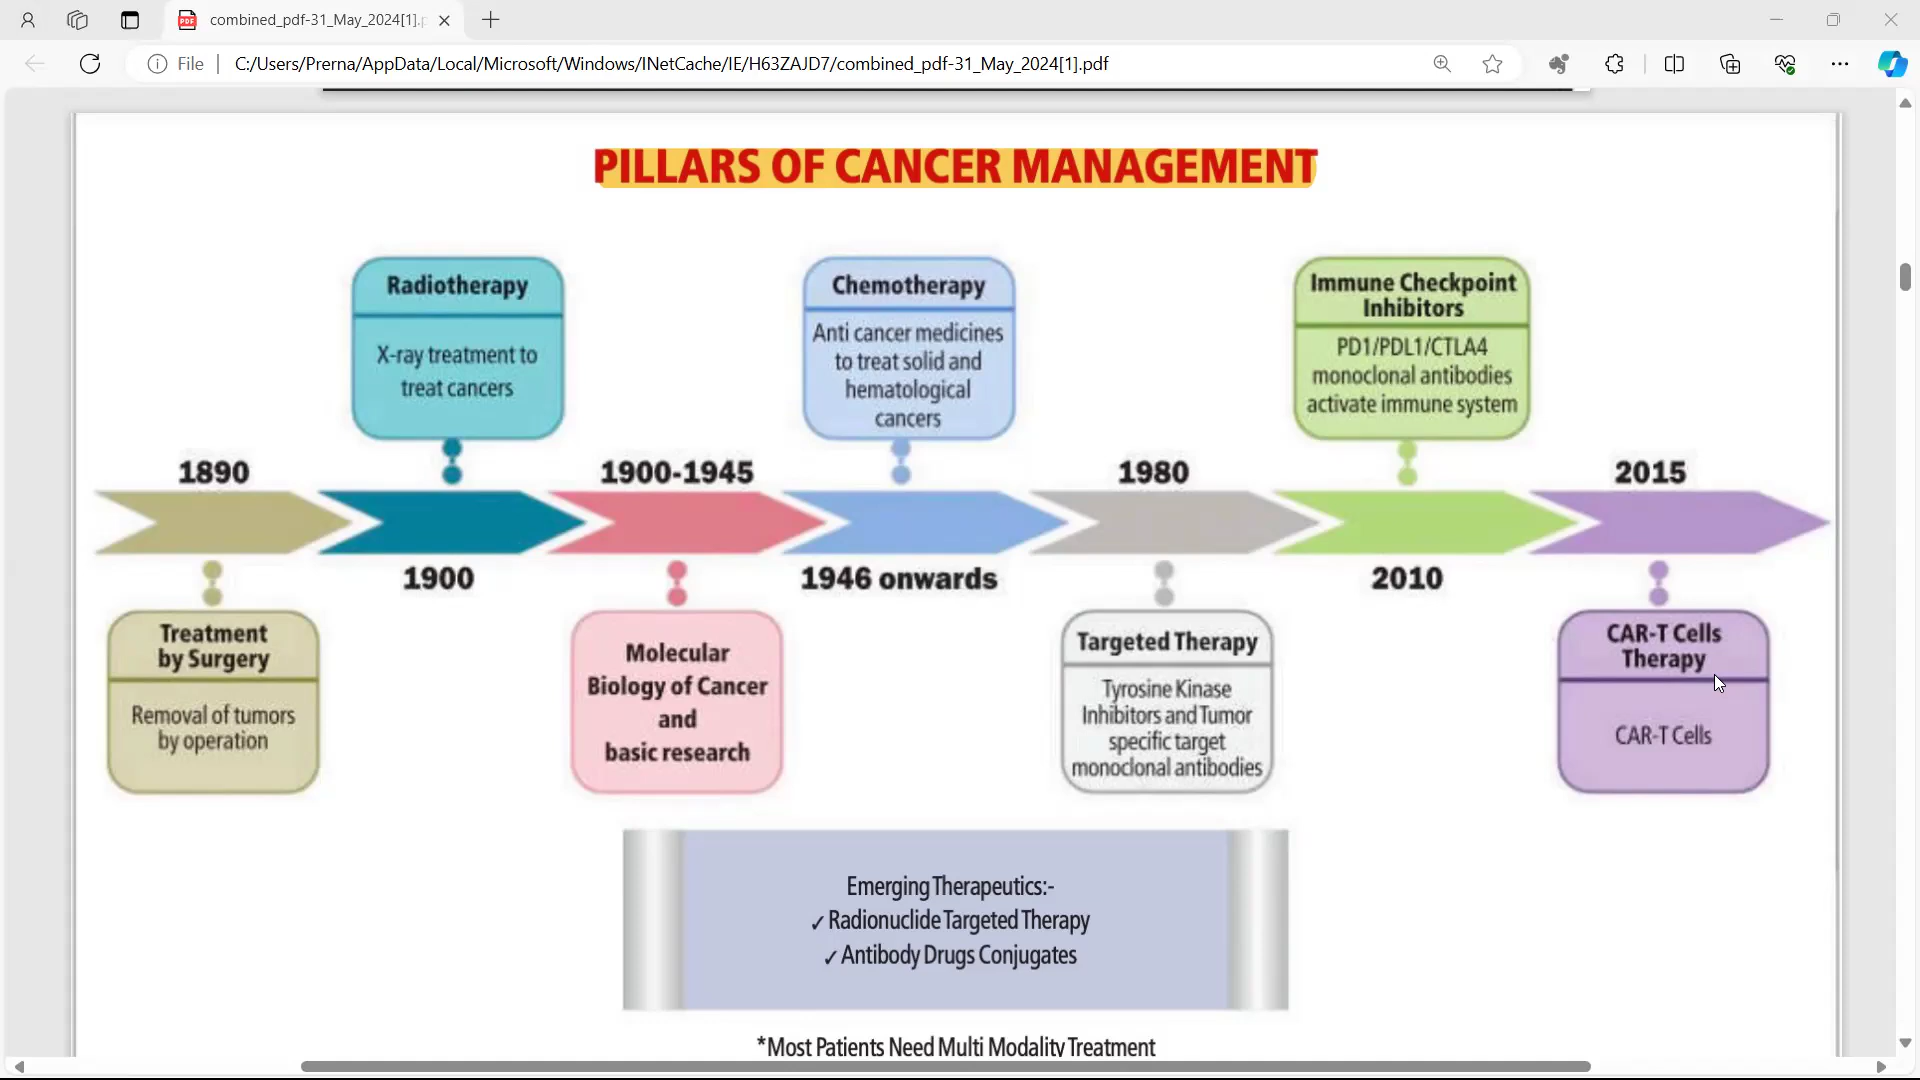 combined_pdf-31_May_2024[1].p
File
C:/Users/Prerna/AppData/Local/Microsoft/Windows/INetCache/IE/H63ZAJD7/combined_pdf-31_May_2024[1].pdf
PILLARS OF CANCER MANAGEMENT
Radiotherapy
X-ray treatment to
treat cancers
Chemotherapy
Anti cancer medicines
to treat solid and
hematological
cancers
Immune Checkpoint
Inhibitors
PD1/PDL1/CTLA4
monoclonal antibodies
activate immune system
1890
1900-1945
1980
2015
1900
1946 onwards
2010
Treatment
by Surgery
Removal of tumors
by operation
Molecular
Biology of Cancer
and
basic research
Targeted Therapy
Tyrosine Kinase
Inhibitors and Tumor
specific target
monoclonal antibodies
CAR-T Cells
Therapy
CAR-T Cells
Emerging Therapeutics:-
✓ Radionuclide Targeted Therapy
✓ Antibody Drugs Conjugates
*Most Patients Need Multi Modality Treatment